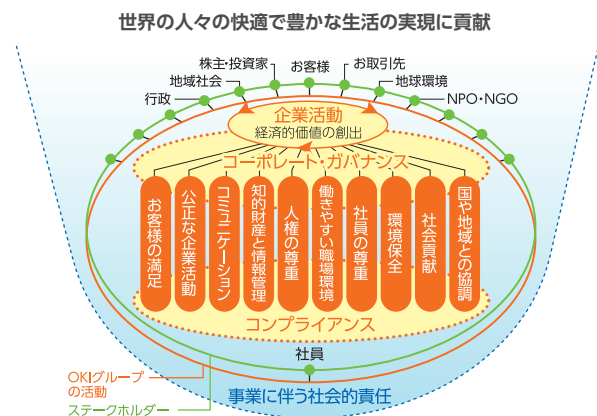 世界の人々の快適で豊かな生活の実現に貢献
お客様
株主・投資家
お取引先
地域社会
地球環境
行政
NPO・NGO
企業活動
経済的価値の創出
コーポレート・ガバナンス
お客様の満足
公正な企業活動
コミュニケーション
知的財産と情報管理
人権の尊重
働きやすい職場環境
社員の尊重
環境保全
社会貢献
国や地域との協調
コンプライアンス
社員
OKIグループ
の活動
事業に伴う社会的責任
ステークホルダー